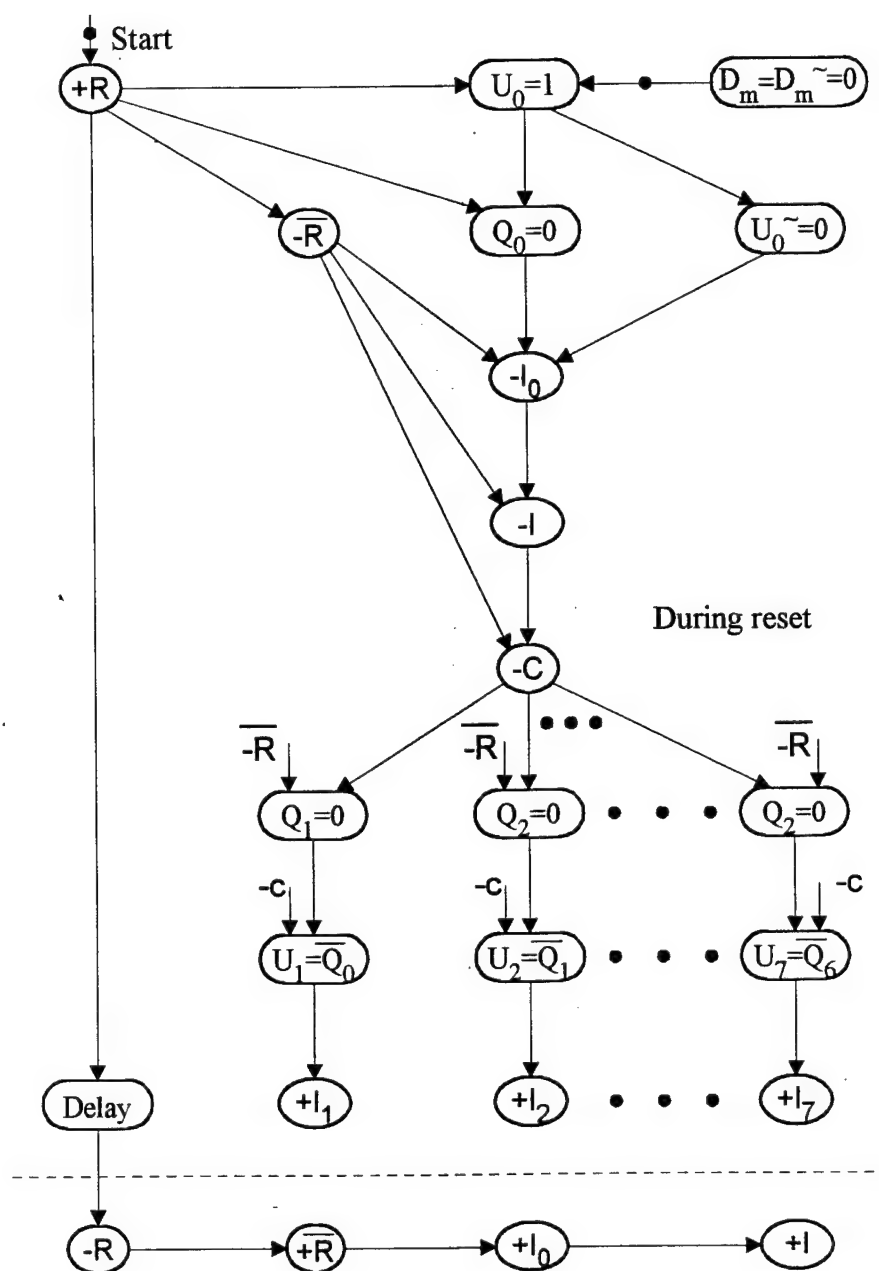 Start
+R
U₀=1
Dₘ=Dₘ~=0
-R̅
Q₀=0
U₀~=0
-I₀
-I
During reset
-C
-R̅ -R̅ -R̅
Q₁=0 Q₂=0 Q₂=0
-c -c -c
U₁=Q̅₀ U₂=Q̅₁ U₇=Q̅₆
Delay +I₁ +I₂ +I₇
-R +R̅ +I₀ +I